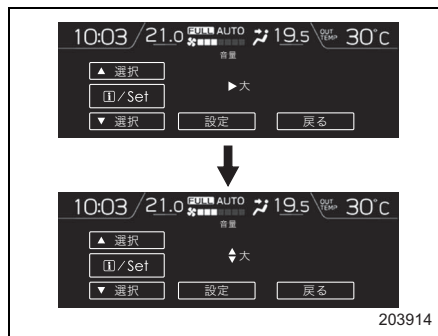 10:03 21.0 FULL AUTO 19.5 OUT TEMP 30°C
音量
▲ 選択
▶大
i/Set
▼ 選択 設定 戻る
10:03 21.0 FULL AUTO 19.5 OUT TEMP 30°C
音量
▲ 選択
大
i/Set
▼ 選択 設定 戻る
203914